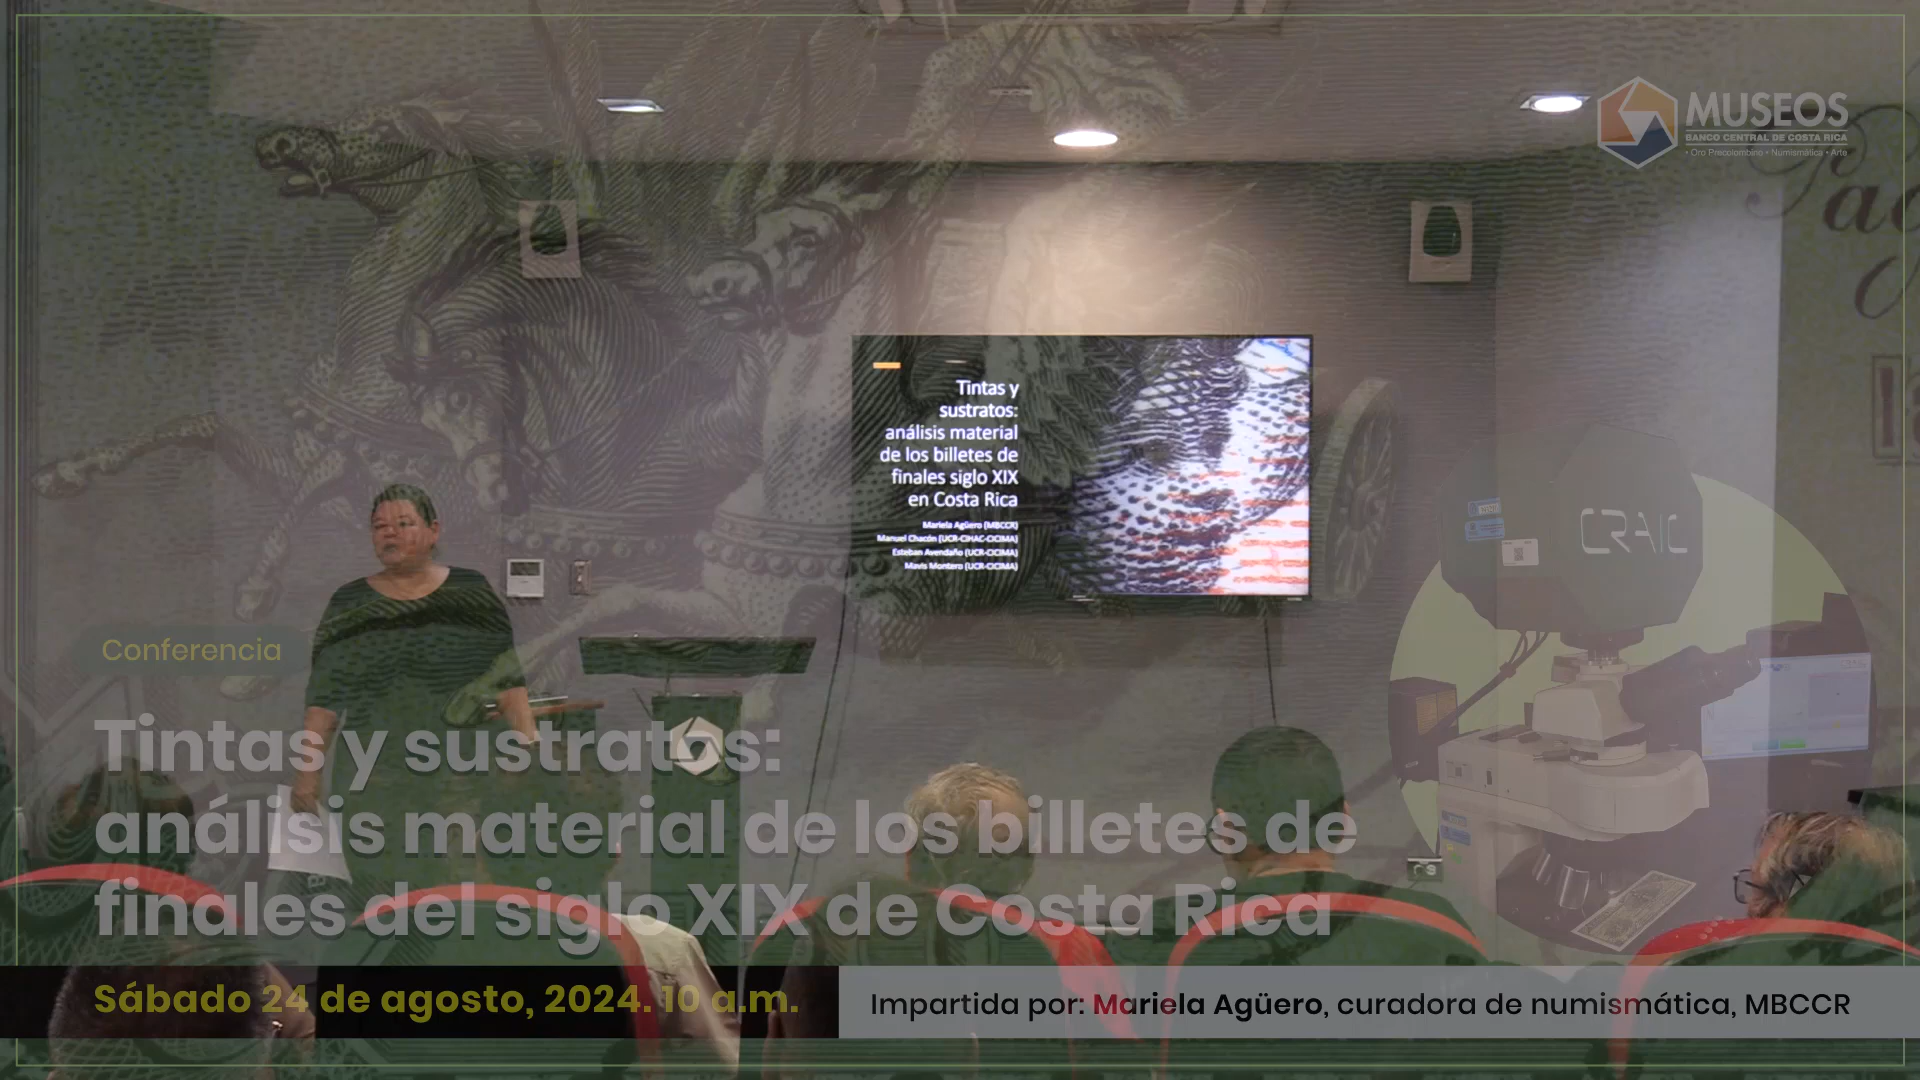 MUSEOS
BANCO CENTRAL DE COSTA RICA
• Oro Precolombino • Numismática • Arte
Pag
18
Tintas y
sustratos:
análisis material
de los billetes de
finales siglo XIX
en Costa Rica
Mariela Agüero (MBCCR)
Manuel Chacón (UCR-CIHAC-CICIMA)
Esteban Avendaño (UCR-CICIMA)
Mavis Montero (UCR-CICIMA)
CRAIC
Conferencia
Tintas y sustratos:
análisis material de los billetes de
finales del siglo XIX de Costa Rica
Sábado 24 de agosto, 2024. 10 a.m.
Impartida por: Mariela Agüero, curadora de numismática, MBCCR